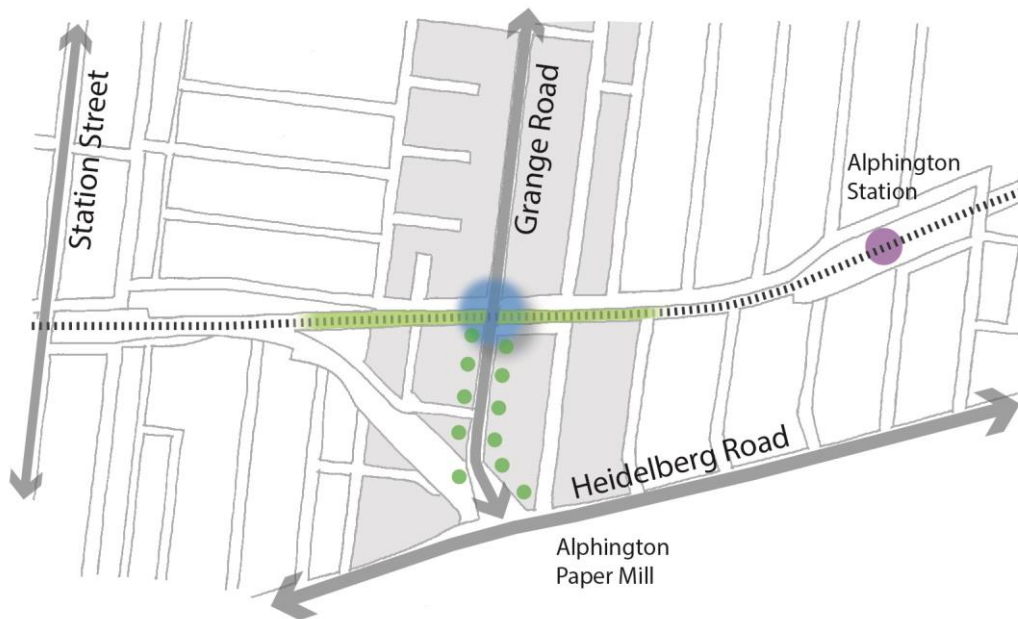 Station Street
Grange Road
Alphington
Station
Heidelberg Road
Alphington
Paper Mill